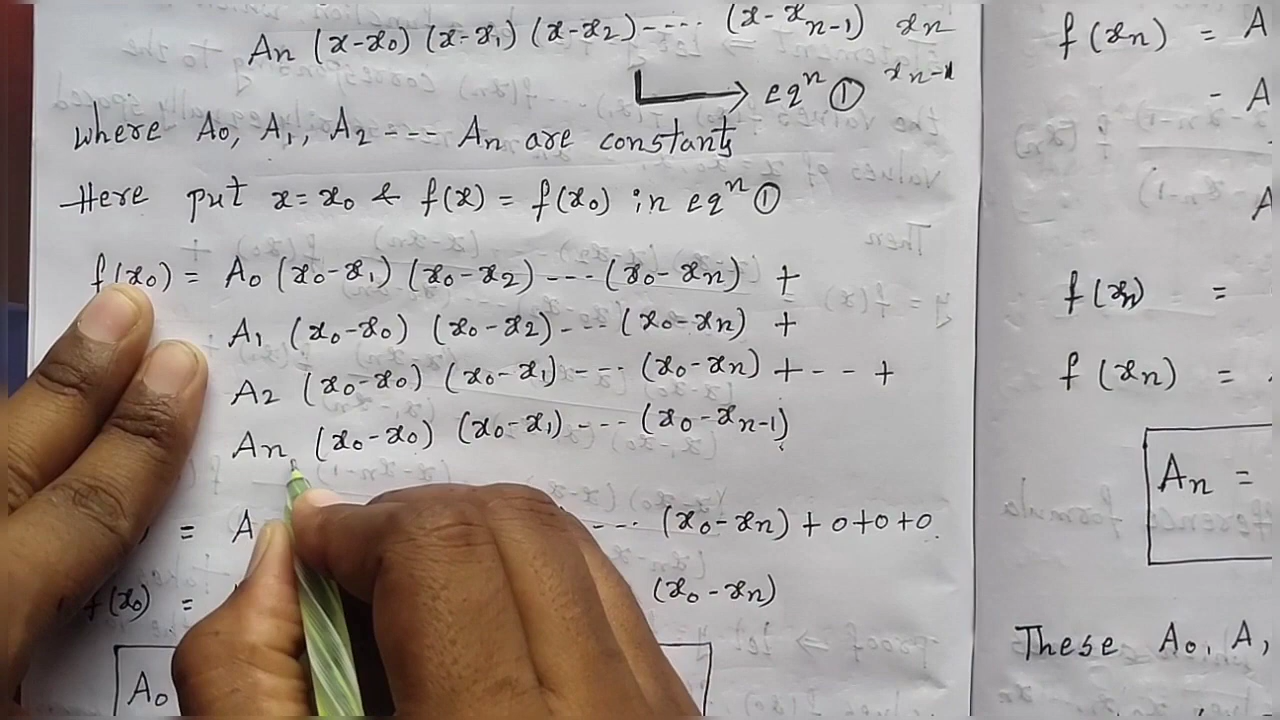 An (x-x0) (x-x1) (x-x2)---- (x-xn-1) xn
xn-1
eqn ①
where A0, A1, A2 --- An are constants
Here put x=x0 & f(x) = f(x0) in eqn ①
f(x0) = A0 (x0-x1) (x0-x2)---(x0-xn) +
A1 (x0-x0) (x0-x2)--- (x0-xn) +
A2 (x0-x0) (x0-x1)---- (x0-xn) +--- +
An (x0-x0) (x0-x1)---- (x0-xn-1)
= A --- (x0-xn) +0+0+0
f(x0) = (x0-xn)
A0
f(xn) = A
- A
A
f(xn) =
f(xn) =
An =
These A0, A,